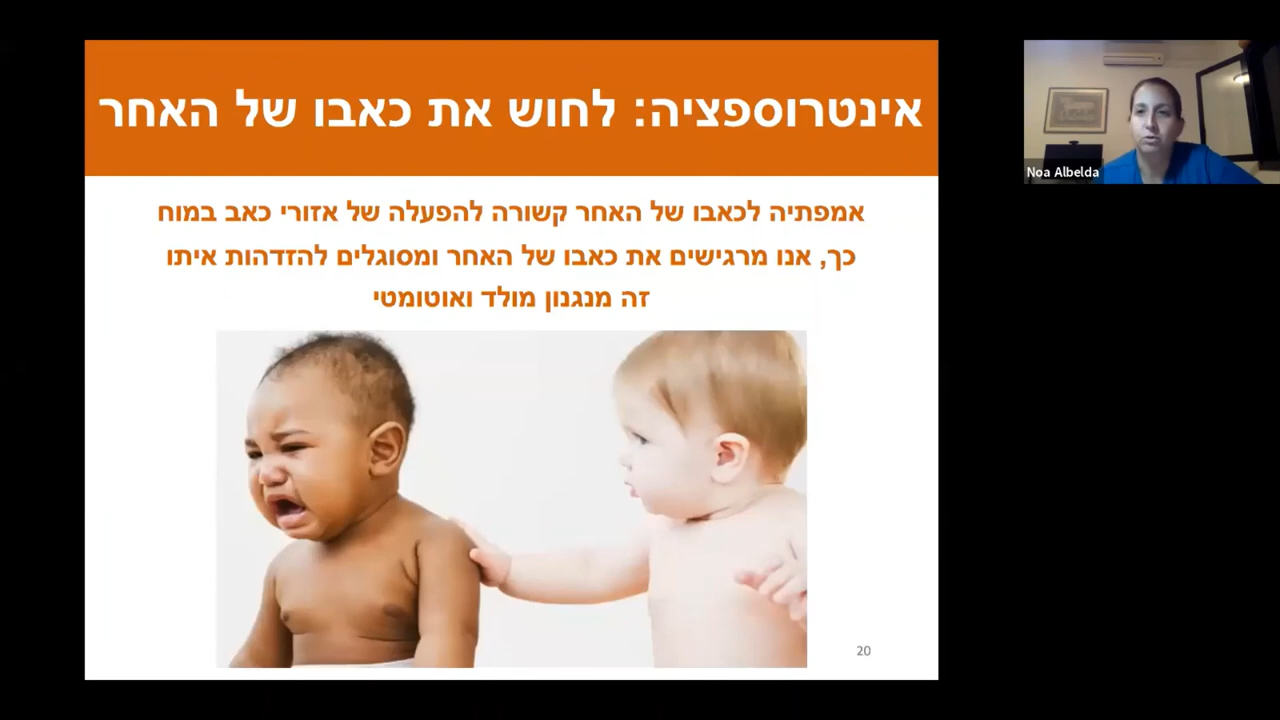 אינטרוספציה: לחוש את כאבו של האחר
אמפתיה לכאבו של האחר קשורה להפעלה של אזורי כאב במוח
כך, אנו מרגישים את כאבו של האחר ומסוגלים להזדהות איתו
זה מנגנון מולד ואוטומטי
20
Noa Albelda